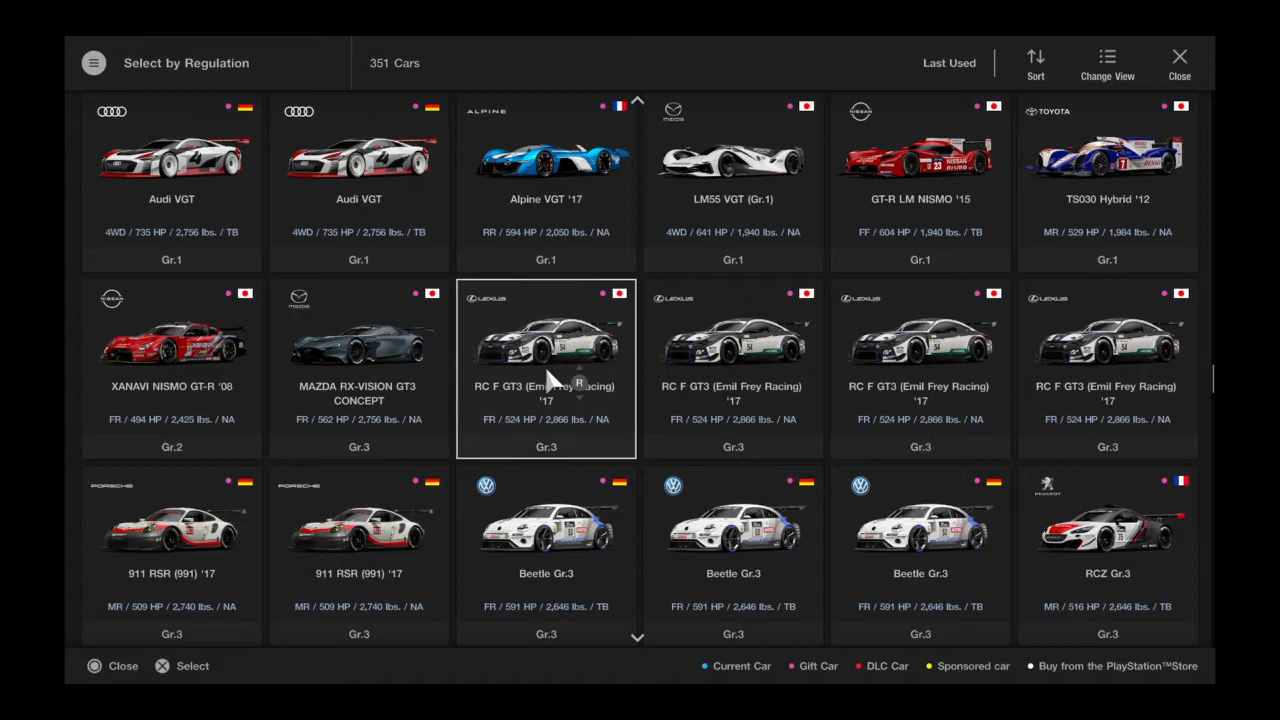 Select by Regulation
351 Cars
Last Used
Sort
Change View
Close
Audi VGT
4WD / 735 HP / 2,756 lbs. / TB
Gr.1
Audi VGT
4WD / 735 HP / 2,756 lbs. / TB
Gr.1
ALPINE
Alpine VGT '17
RR / 594 HP / 2,050 lbs. / NA
Gr.1
mazda
LM55 VGT (Gr.1)
4WD / 641 HP / 1,940 lbs. / NA
Gr.1
NISSAN
23
NISSAN
NISMO
GT-R LM NISMO '15
FF / 604 HP / 1,940 lbs. / NA
Gr.1
TOYOTA
7
DENSO
TS030 Hybrid '12
MR / 529 HP / 1,984 lbs. / NA
Gr.1
NISSAN
XANAVI NISMO GT-R '08
FR / 494 HP / 2,425 lbs. / NA
Gr.2
mazda
MAZDA RX-VISION GT3
CONCEPT
FR / 562 HP / 2,756 lbs. / NA
Gr.3
LEXUS
54
RC F GT3 (Emil Frey Racing)
'17
R
FR / 524 HP / 2,866 lbs. / NA
Gr.3
LEXUS
54
RC F GT3 (Emil Frey Racing)
'17
FR / 524 HP / 2,866 lbs. / NA
Gr.3
LEXUS
54
RC F GT3 (Emil Frey Racing)
'17
FR / 524 HP / 2,866 lbs. / NA
Gr.3
LEXUS
54
RC F GT3 (Emil Frey Racing)
'17
FR / 524 HP / 2,866 lbs. / NA
Gr.3
PORSCHE
911 RSR (991) '17
MR / 509 HP / 2,740 lbs. / NA
Gr.3
PORSCHE
911 RSR (991) '17
MR / 509 HP / 2,740 lbs. / NA
Gr.3
53
Beetle Gr.3
FR / 591 HP / 2,646 lbs. / TB
Gr.3
53
Beetle Gr.3
FR / 591 HP / 2,646 lbs. / TB
Gr.3
53
Beetle Gr.3
FR / 591 HP / 2,646 lbs. / TB
Gr.3
PEUGEOT
RCZ Gr.3
MR / 516 HP / 2,646 lbs. / TB
Gr.3
Close
Select
Current Car
Gift Car
DLC Car
Sponsored car
Buy from the PlayStation™Store